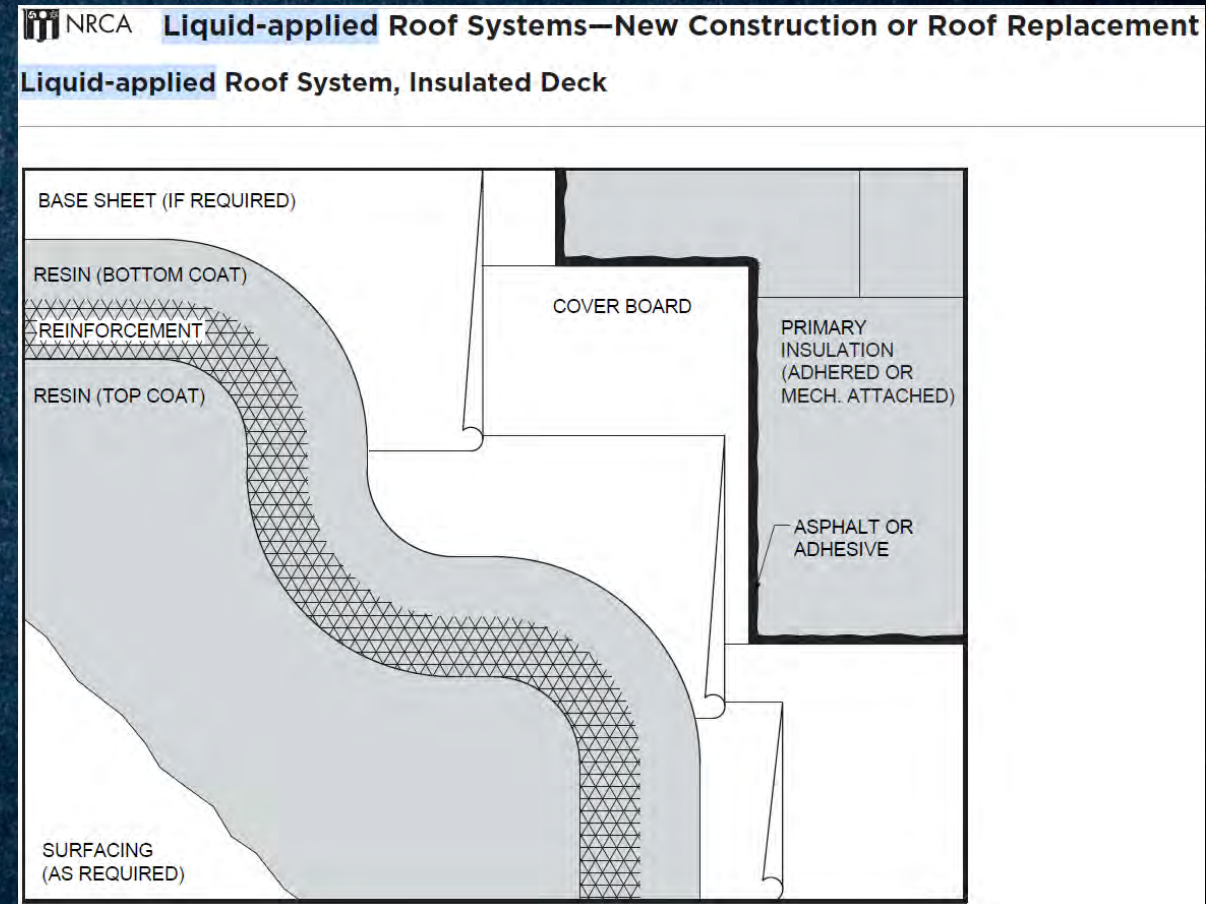 NRCA Liquid-applied Roof Systems—New Construction or Roof Replacement
Liquid-applied Roof System, Insulated Deck
BASE SHEET (IF REQUIRED)
RESIN (BOTTOM COAT)
REINFORCEMENT
RESIN (TOP COAT)
COVER BOARD
PRIMARY
INSULATION
(ADHERED OR
MECH. ATTACHED)
ASPHALT OR
ADHESIVE
SURFACING
(AS REQUIRED)